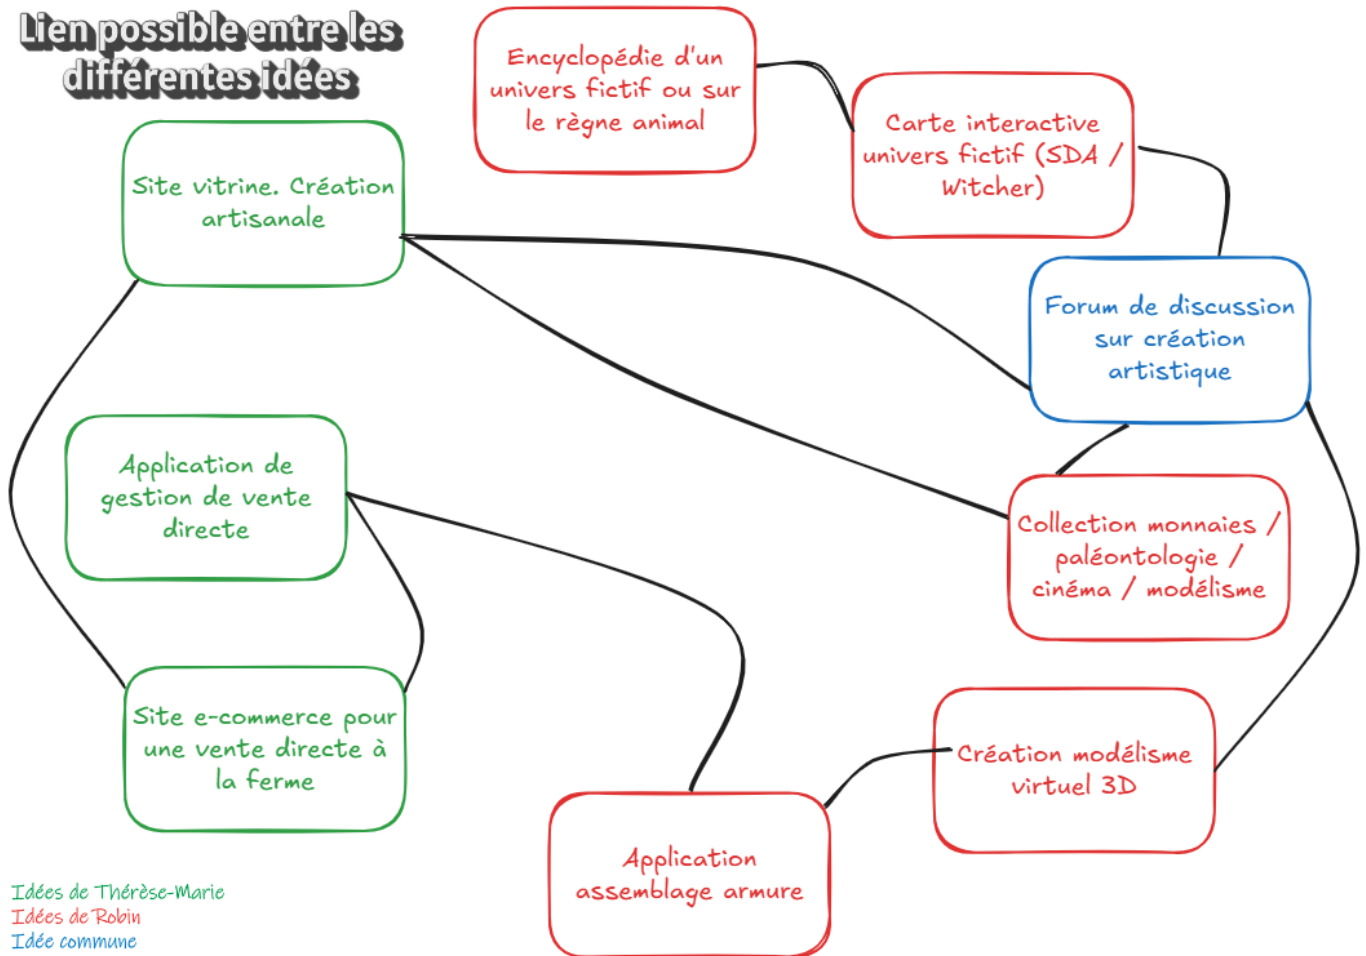 Lien possible entre les
différentes idées
Encyclopédie d'un
univers fictif ou sur
le règne animal
Carte interactive
univers fictif (SDA /
Witcher)
Site vitrine. Création
artisanale
Forum de discussion
sur création
artistique
Application de
gestion de vente
directe
Collection monnaies /
paléontologie /
cinéma / modélisme
Site e-commerce pour
une vente directe à
la ferme
Création modélisme
virtuel 3D
Application
assemblage armure
Idées de Thérèse-Marie
Idées de Robin
Idée commune